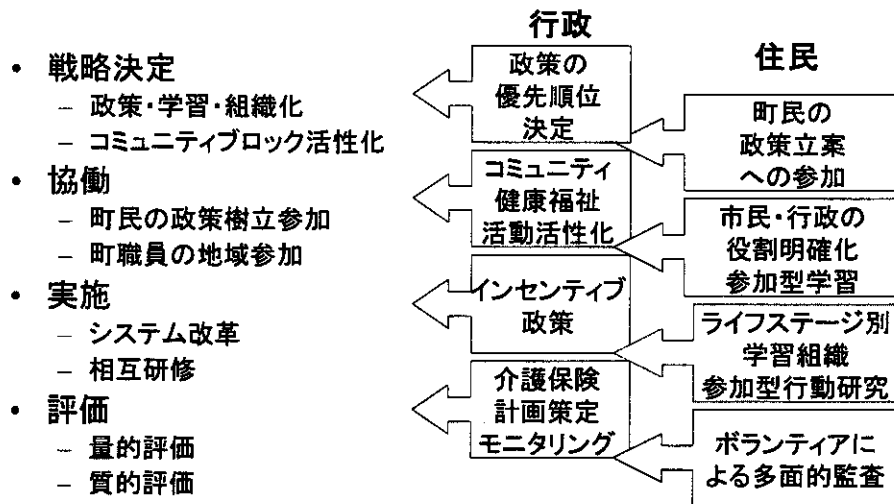 • 戦略決定
– 政策・学習・組織化
– コミュニティブロック活性化
• 協働
– 町民の政策樹立参加
– 町職員の地域参加
• 実施
– システム改革
– 相互研修
• 評価
– 量的評価
– 質的評価
行政
政策の
優先順位
決定
コミュニティ
健康福祉
活動活性化
インセンティブ
政策
介護保険
計画策定
モニタリング
住民
町民の
政策立案
への参加
市民・行政の
役割明確化
参加型学習
ライフステージ別
学習組織
参加型行動研究
ボランティアに
よる多面的監査